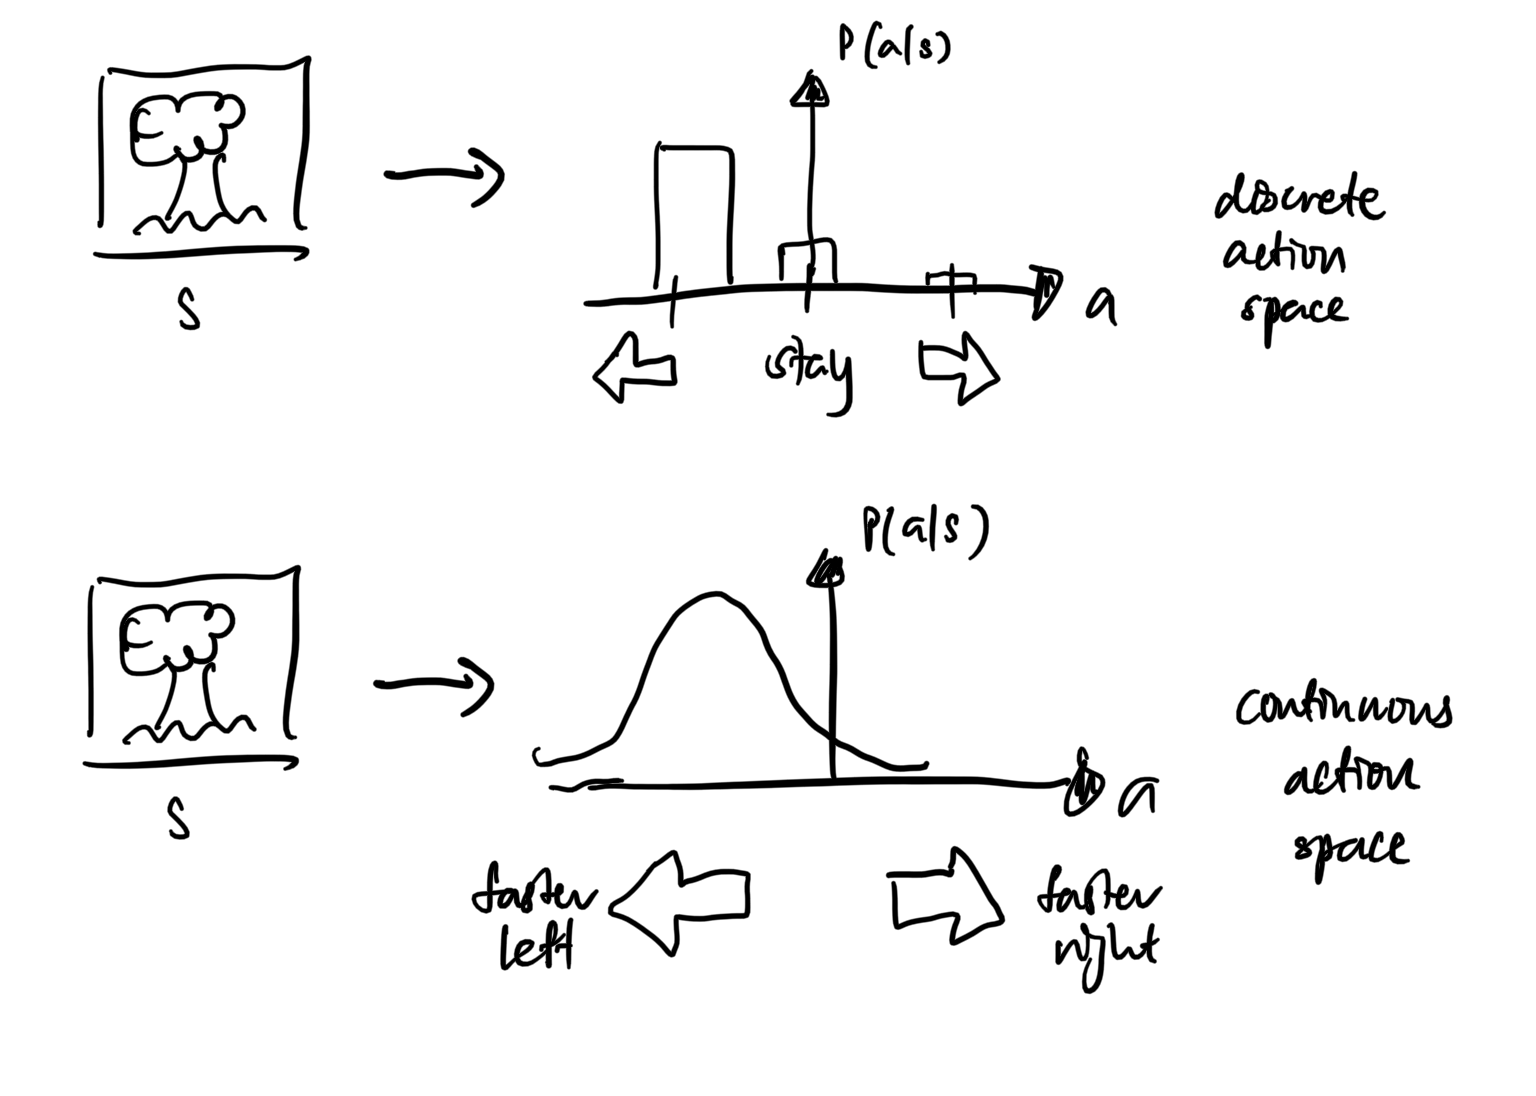 P(a|s)
discrete
action
space
s
a
stay
P(a|s)
continuous
action
space
s
a
faster
left
faster
right